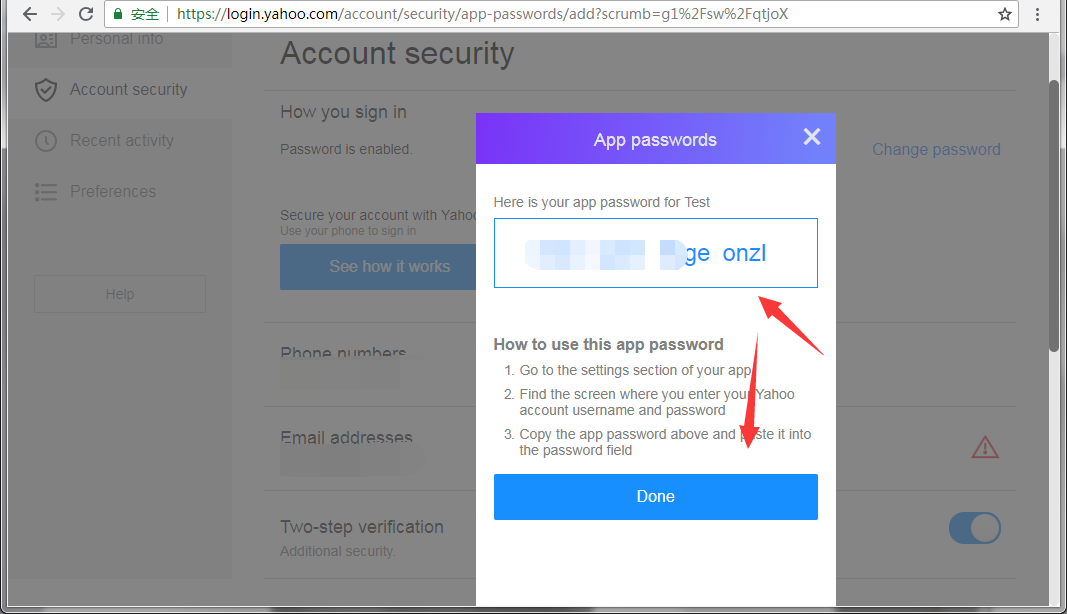 安全
https://login.yahoo.com/account/security/app-passwords/add?scrumb=g1%2Fsw%2FqtjoX
Personal info
Account security
Recent activity
Preferences
Help
Account security
How you sign in
Password is enabled.
Change password
Secure your account with Yahoo
Use your phone to sign in
See how it works
Phone numbers
Email addresses
Two-step verification
Additional security.
App passwords
Here is your app password for Test
ge onzl
How to use this app password
1. Go to the settings section of your app
2. Find the screen where you enter your Yahoo
account username and password
3. Copy the app password above and paste it into
the password field
Done